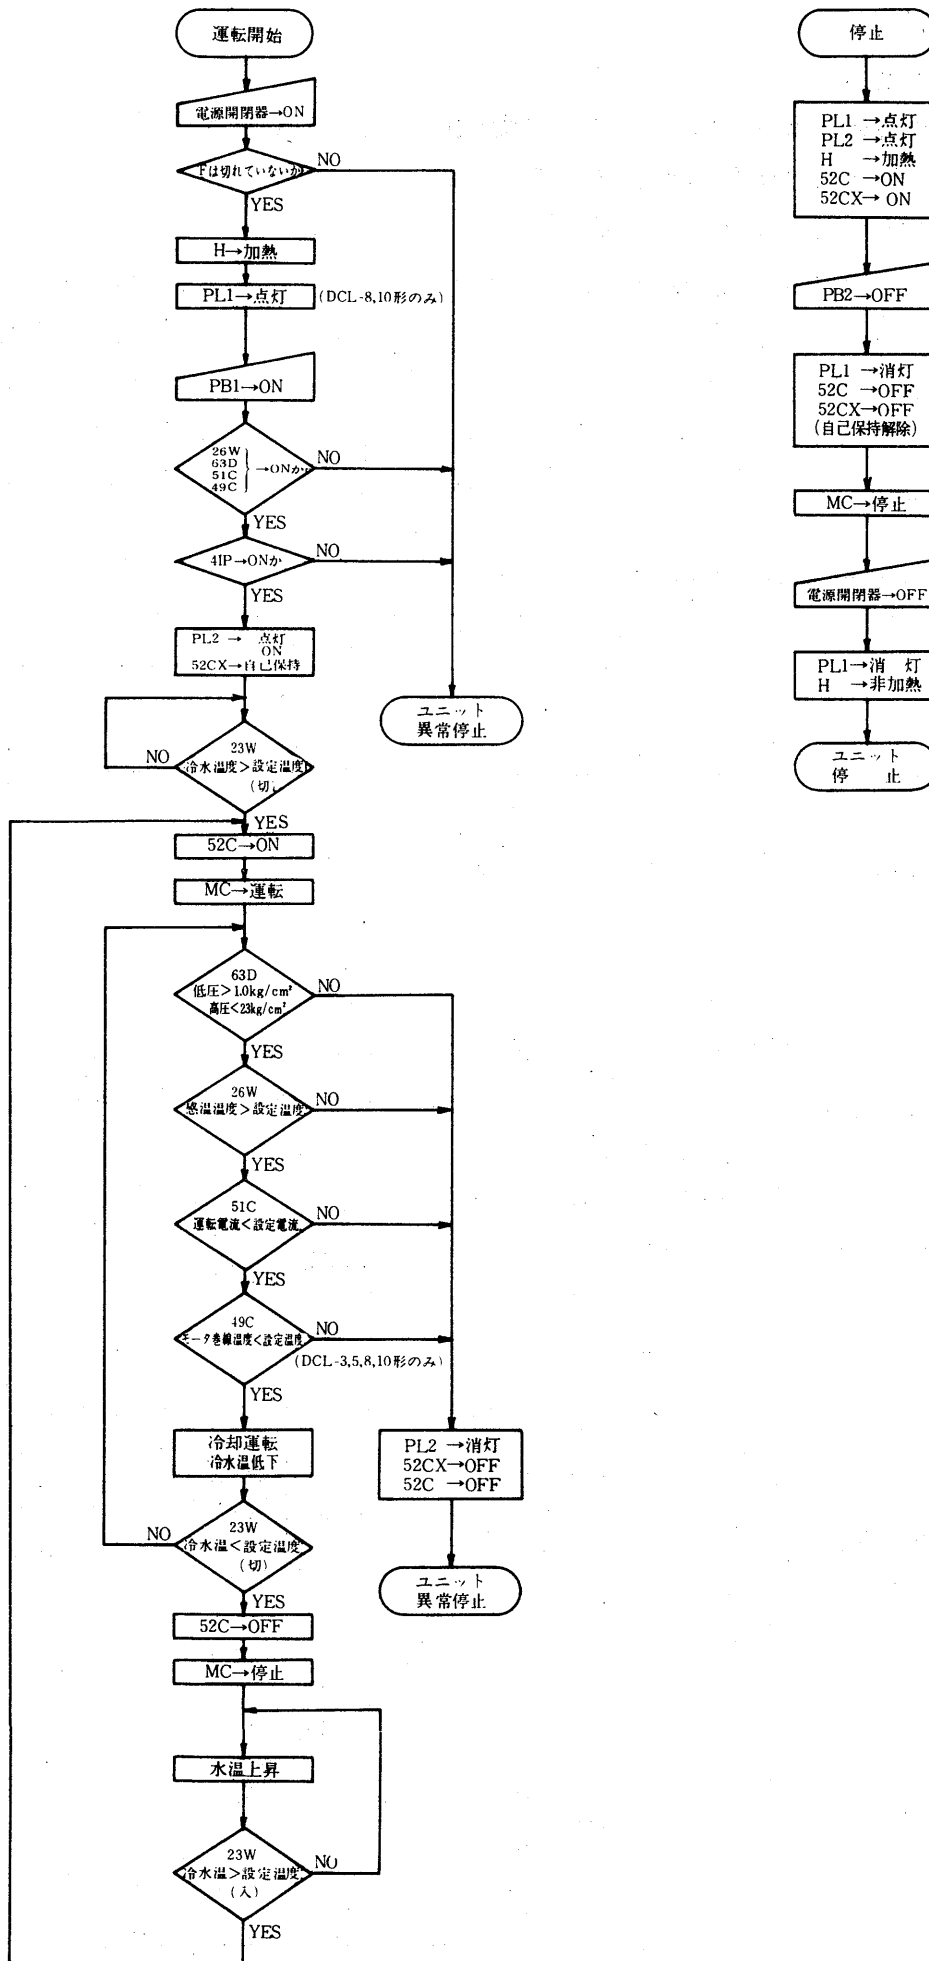 運転開始
電源開閉器→ON
Fは切れていないか
NO
YES
H→加熱
PL1→点灯
(DCL-8,10形のみ)
PB1→ON
26W
63D
51C
49C
→ONか
NO
YES
41P→ONか
NO
YES
PL2 → 点灯
ON
52CX→自己保持
23W
冷水温度>設定温度
(切)
NO
YES
52C→ON
MC→運転
63D
低圧>1.0kg/cm²
高圧<23kg/cm²
NO
YES
26W
感温温度>設定温度
NO
YES
51C
運転電流<設定電流
NO
YES
49C
モータ巻線温度<設定温度
NO
(DCL-3,5,8,10形のみ)
YES
冷却運転
冷水温低下
23W
冷水温<設定温度
(切)
NO
YES
52C→OFF
MC→停止
水温上昇
23W
冷水温>設定温度
(入)
NO
YES
ユニット
異常停止
PL2 →消灯
52CX→OFF
52C →OFF
ユニット
異常停止
停止
PL1 →点灯
PL2 →点灯
H →加熱
52C →ON
52CX→ ON
PB2→OFF
PL1 →消灯
52C →OFF
52CX→OFF
(自己保持解除)
MC→停止
電源開閉器→OFF
PL1→消 灯
H →非加熱
ユニット
停 止